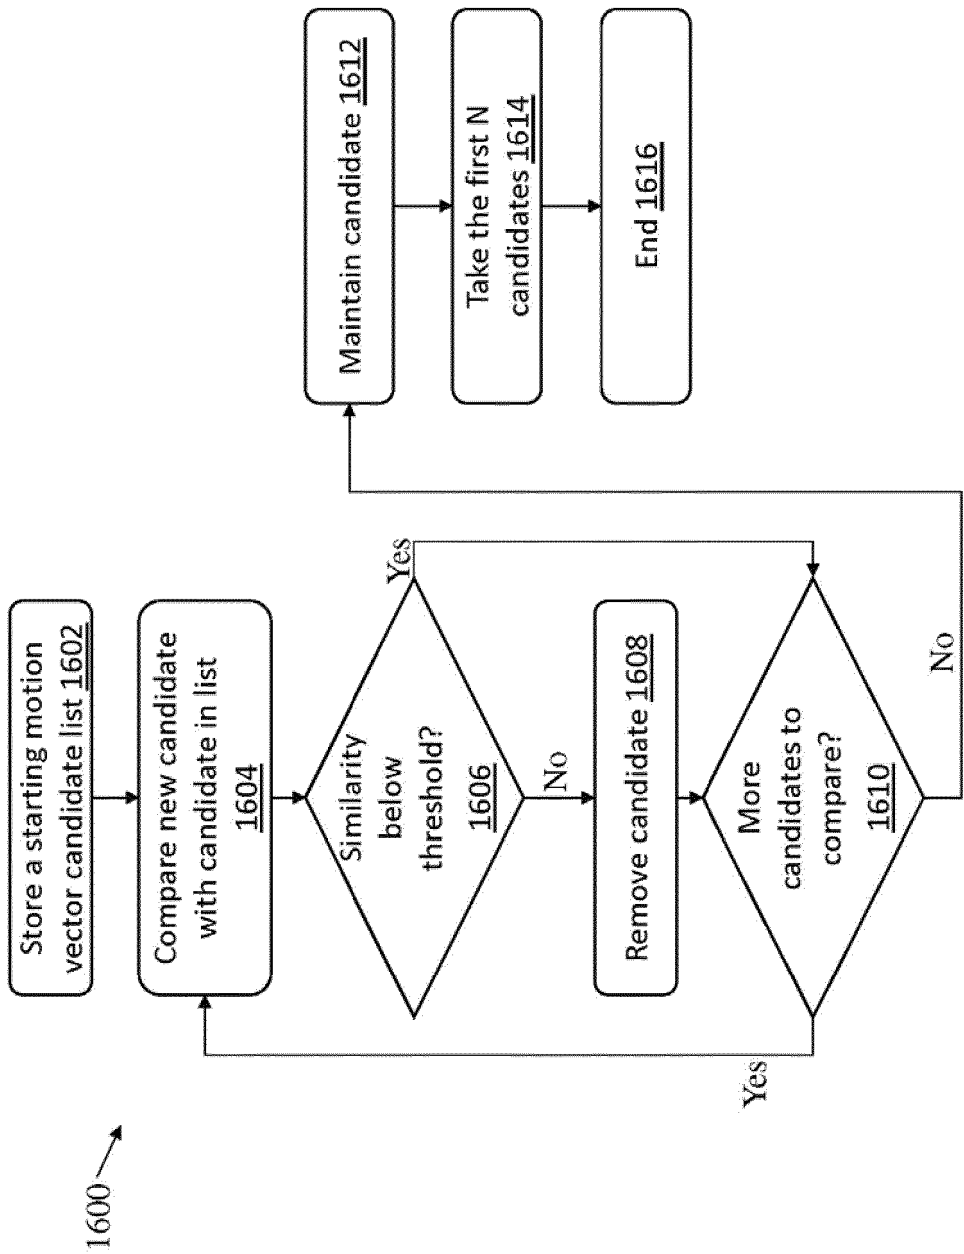 1600
Store a starting motion
vector candidate list 1602
Compare new candidate
with candidate in list
1604
Similarity
below
threshold?
1606
Yes
No
Remove candidate 1608
More
candidates to
compare?
1610
Yes
No
Maintain candidate 1612
Take the first N
candidates 1614
End 1616